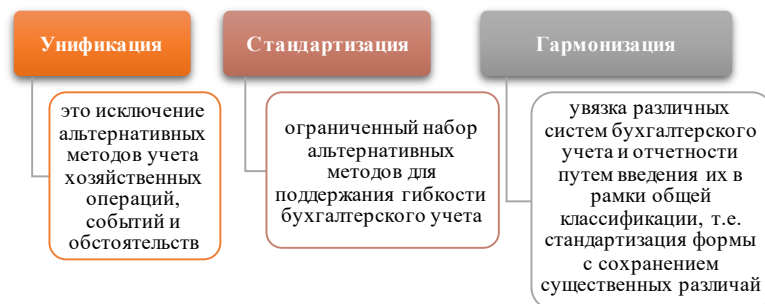 Унификация
это исключение
альтернативных
методов учета
хозяйственных
операций,
событий и
обстоятельств
Стандартизация
ограниченный набор
альтернативных
методов для
поддержания гибкости
бухгалтерского учета
Гармонизация
увязка различных
систем бухгалтерского
учета и отчетности
путем введения их в
рамки общей
классификации, т.е.
стандартизация формы
с сохранением
существенных различай